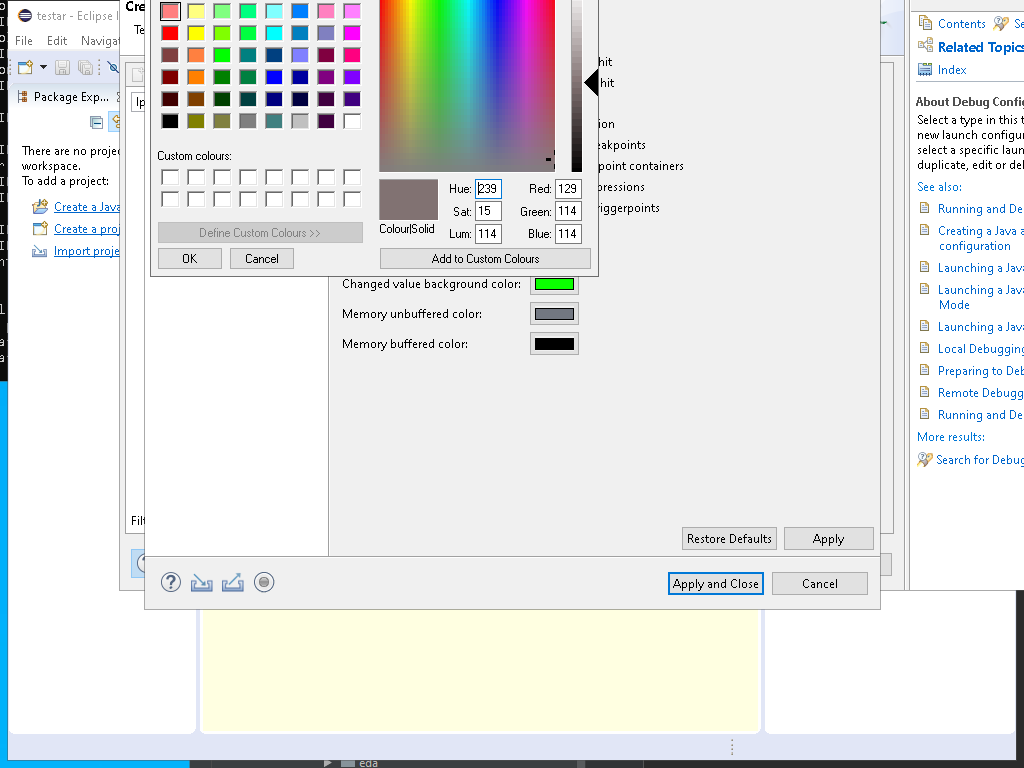 testar - Eclipse I
File Edit Navigat
Package Exp...
There are no proje
workspace.
To add a project:
Create a Java
Create a proj
Import proje
Cre
Te
Ip
Filt
Custom colours:
Define Custom Colours >>
OK
Cancel
Colour|Solid
Hue: 239
Sat: 15
Lum: 114
Red: 129
Green: 114
Blue: 114
Add to Custom Colours
hit
hit
ion
eakpoints
point containers
pressions
riggerpoints
Changed value background color:
Memory unbuffered color:
Memory buffered color:
Restore Defaults
Apply
Apply and Close
Cancel
Contents
Se
Related Topics
Index
About Debug Config
Select a type in this t
new launch configur
select a specific laun
duplicate, edit or del
See also:
Running and De
Creating a Java a
configuration
Launching a Java
Launching a Java
Mode
Launching a Java
Local Debugging
Preparing to Deb
Remote Debugg
Running and De
More results:
Search for Debug
eda